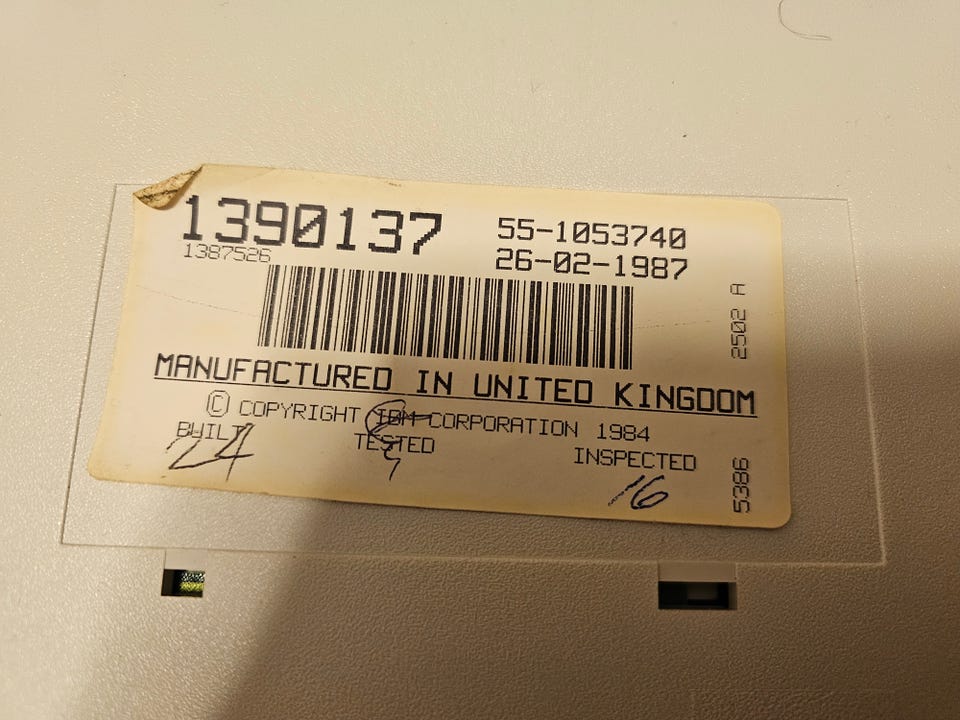 1390137 55-1053740
1387526 26-02-1987
2502 A
MANUFACTURED IN UNITED KINGDOM
© COPYRIGHT IBM CORPORATION 1984
BUILT TESTED INSPECTED
24 16
5386